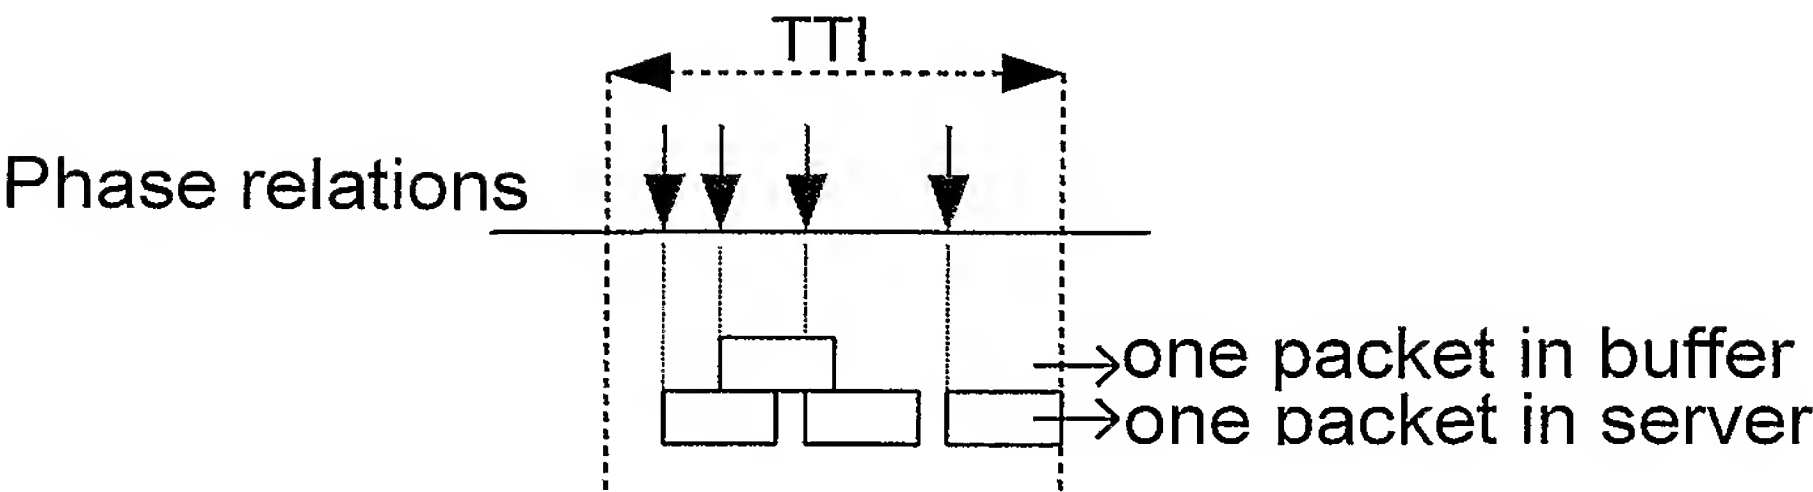 TTI
Phase relations
one packet in buffer
one packet in server